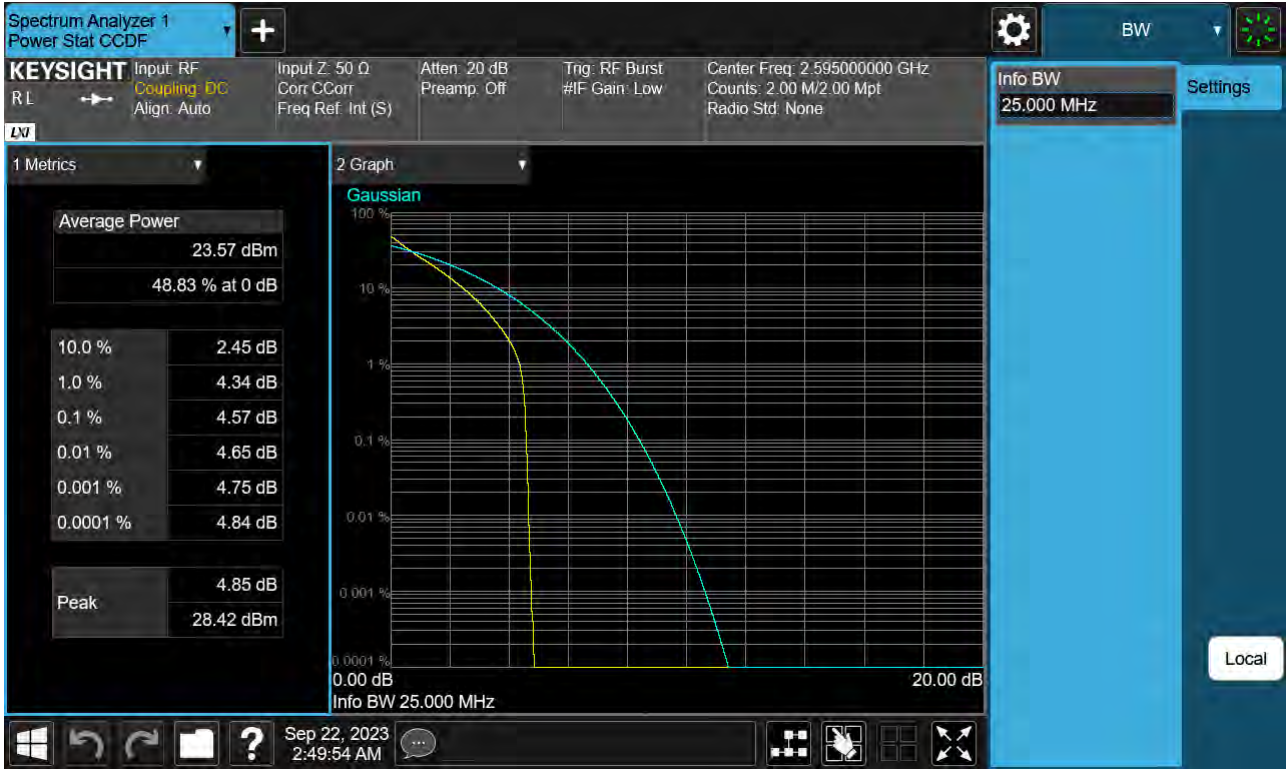 Spectrum Analyzer 1
Power Stat CCDF
+
BW
KEYSIGHT
RL
LXI
Input: RF
Coupling: DC
Align: Auto
Input Z: 50 Ω
Corr CCorr
Freq Ref: Int (S)
Atten: 20 dB
Preamp: Off
Trig: RF Burst
#IF Gain: Low
Center Freq: 2.595000000 GHz
Counts: 2.00 M/2.00 Mpt
Radio Std: None
Info BW
25.000 MHz
Settings
1 Metrics
Average Power
23.57 dBm
48.83 % at 0 dB
10.0 % 2.45 dB
1.0 % 4.34 dB
0.1 % 4.57 dB
0.01 % 4.65 dB
0.001 % 4.75 dB
0.0001 % 4.84 dB
Peak
4.85 dB
28.42 dBm
2 Graph
Gaussian
100 %
10 %
1 %
0.1 %
0.01 %
0.001 %
0.0001 %
0.00 dB 20.00 dB
Info BW 25.000 MHz
Local
?
Sep 22, 2023
2:49:54 AM